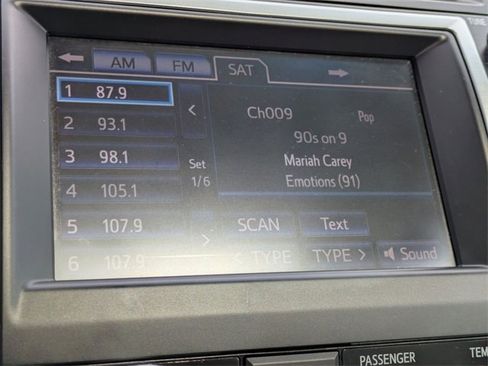 TUNE
AM FM SAT
1 87.9
2 93.1
3 98.1
4 105.1
5 107.9
6 107.9
<
Set
1/6
>
Ch009 Pop
90s on 9
Mariah Carey
Emotions (91)
SCAN Text
< TYPE TYPE > Sound
PASSENGER